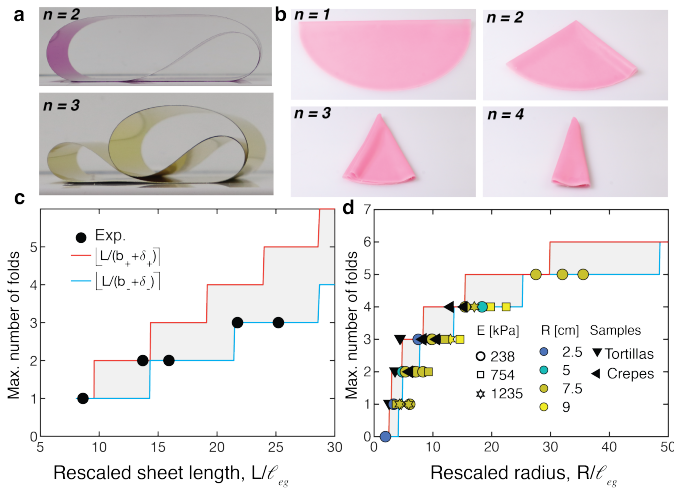 a
n = 2
n = 3
b
n = 1
n = 2
n = 3
n = 4
c
Max. number of folds
5
4
3
2
1
0
Exp.
⌊L/(b₊+δ₊)⌋
⌊L/(b₋+δ₋)⌋
5 10 15 20 25 30
Rescaled sheet length, L/ℓeg
d
Max. number of folds
7
6
5
4
3
2
1
0
E [kPa]
238
754
1235
R [cm]
2.5
5
7.5
9
Samples
Tortillas
Crepes
0 10 20 30 40 50
Rescaled radius, R/ℓeg